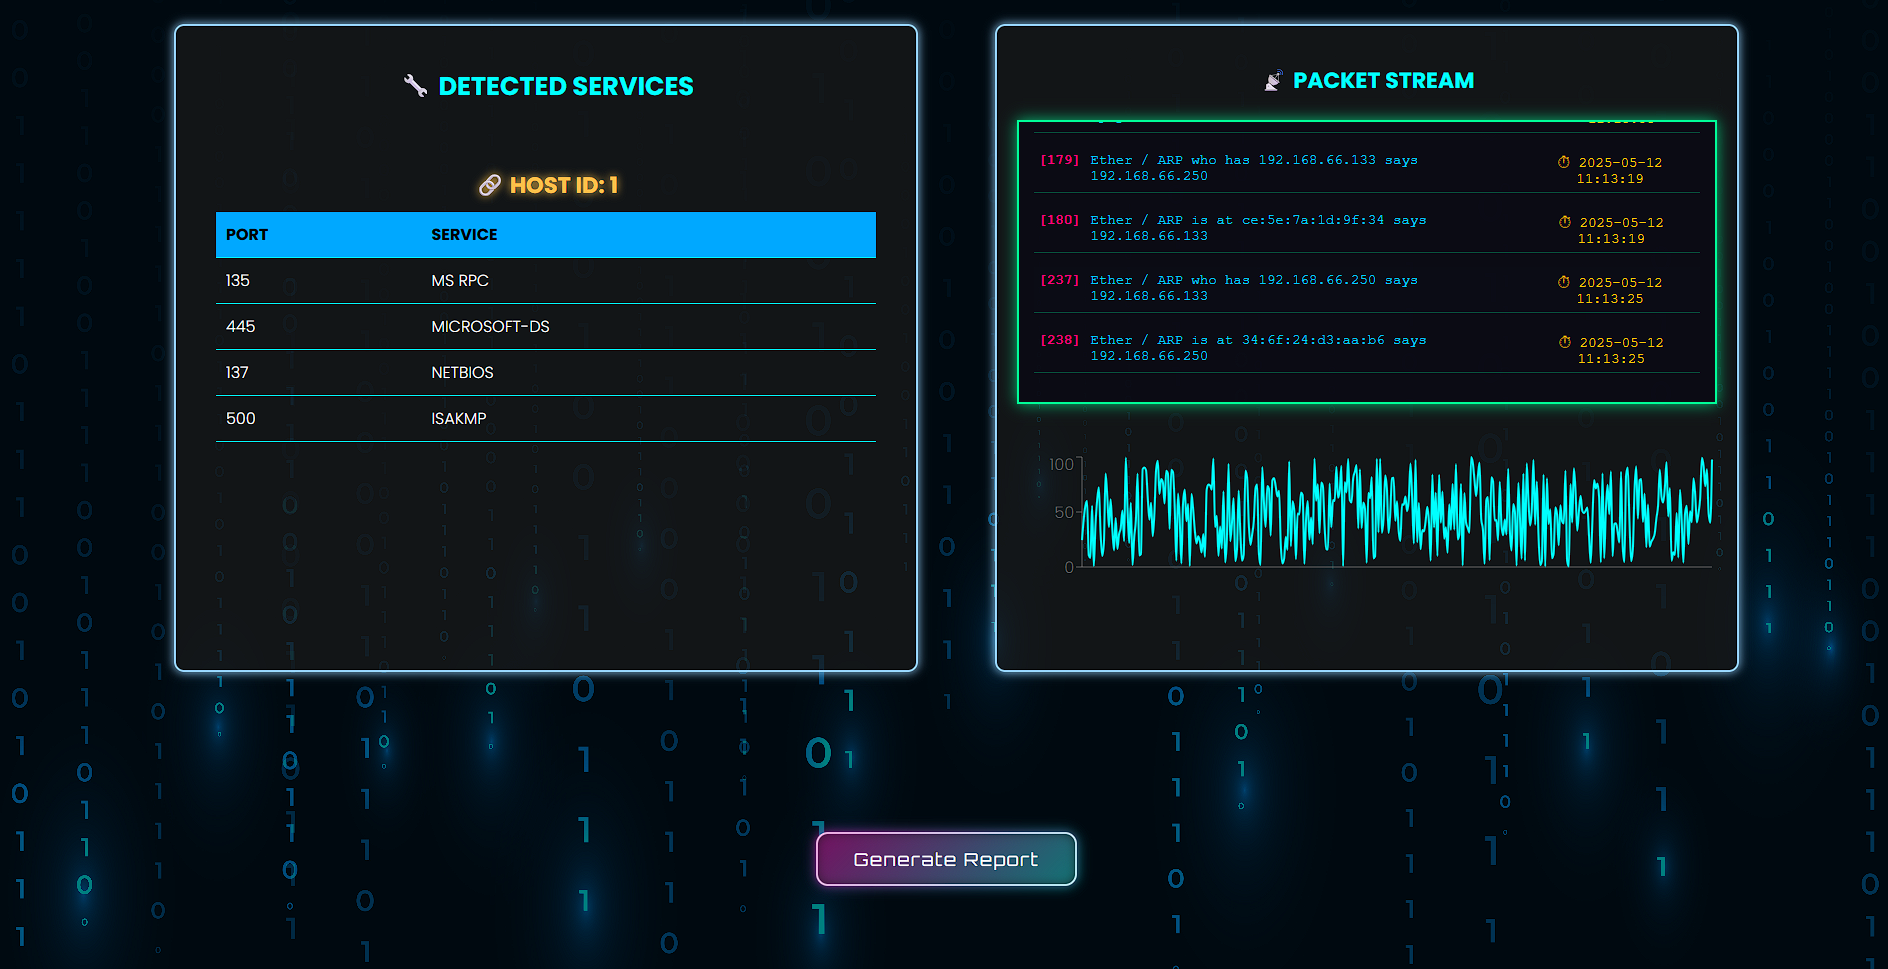 DETECTED SERVICES
HOST ID: 1
PORT SERVICE
135 MS RPC
445 MICROSOFT-DS
137 NETBIOS
500 ISAKMP
PACKET STREAM
[179] Ether / ARP who has 192.168.66.133 says 2025-05-12
192.168.66.250 11:13:19
[180] Ether / ARP is at ce:5e:7a:1d:9f:34 says 2025-05-12
192.168.66.133 11:13:19
[237] Ether / ARP who has 192.168.66.250 says 2025-05-12
192.168.66.133 11:13:25
[238] Ether / ARP is at 34:6f:24:d3:aa:b6 says 2025-05-12
192.168.66.250 11:13:25
100
50
0
Generate Report